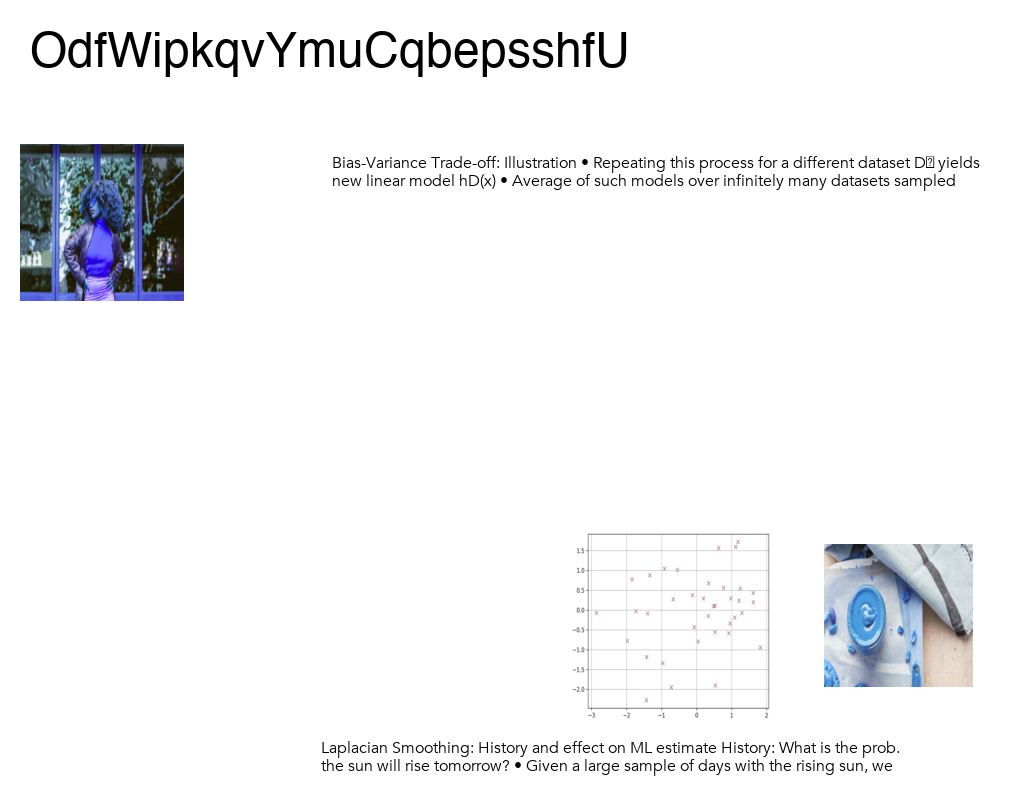 OdfWipkqvYmuCqbepsshfU
Bias-Variance Trade-off: Illustration • Repeating this process for a different dataset D yields
new linear model hD(x) • Average of such models over infinitely many datasets sampled
1.5
1.0
0.5
0.0
−0.5
−1.0
−1.5
−2.0
−3 −2 −1 0 1 2
Laplacian Smoothing: History and effect on ML estimate History: What is the prob.
the sun will rise tomorrow? • Given a large sample of days with the rising sun, we